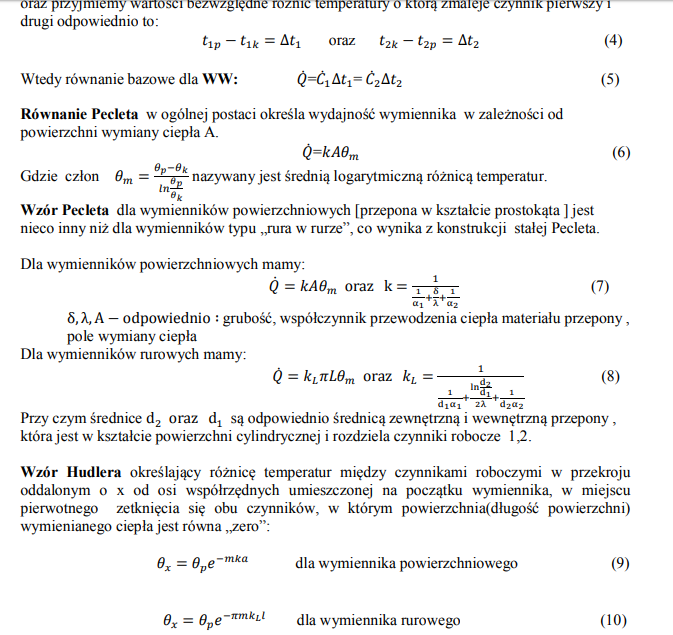 oraz przyjmiemy wartości bezwzględne różnic temperatury o którą zmaleje czynnik pierwszy i
drugi odpowiednio to:
t₁ₚ − t₁ₖ = Δt₁ oraz t₂ₖ − t₂ₚ = Δt₂ (4)
Wtedy równanie bazowe dla WW: Q̇=Ċ₁Δt₁= Ċ₂Δt₂ (5)
Równanie Pecleta w ogólnej postaci określa wydajność wymiennika w zależności od
powierzchni wymiany ciepła A.
Q̇=kAθₘ (6)
Gdzie człon θₘ = (θₚ−θₖ)/(ln(θₚ/θₖ)) nazywany jest średnią logarytmiczną różnicą temperatur.
Wzór Pecleta dla wymienników powierzchniowych [przepona w kształcie prostokąta ] jest
nieco inny niż dla wymienników typu „rura w rurze”, co wynika z konstrukcji stałej Pecleta.
Dla wymienników powierzchniowych mamy:
Q̇ = kAθₘ oraz k = 1/(1/α₁+δ/λ+1/α₂) (7)
δ, λ, A − odpowiednio : grubość, współczynnik przewodzenia ciepła materiału przepony ,
pole wymiany ciepła
Dla wymienników rurowych mamy:
Q̇ = k_LπLθₘ oraz k_L = 1/(1/(d₁α₁)+(ln(d₂/d₁))/(2λ)+1/(d₂α₂)) (8)
Przy czym średnice d₂ oraz d₁ są odpowiednio średnicą zewnętrzną i wewnętrzną przepony ,
która jest w kształcie powierzchni cylindrycznej i rozdziela czynniki robocze 1,2.
Wzór Hudlera określający różnicę temperatur między czynnikami roboczymi w przekroju
oddalonym o x od osi współrzędnych umieszczonej na początku wymiennika, w miejscu
pierwotnego zetknięcia się obu czynników, w którym powierzchnia(długość powierzchni)
wymienianego ciepła jest równa „zero”:
θₓ = θₚe^{−mka} dla wymiennika powierzchniowego (9)
θₓ = θₚe^{−πmk_Ll} dla wymiennika rurowego (10)